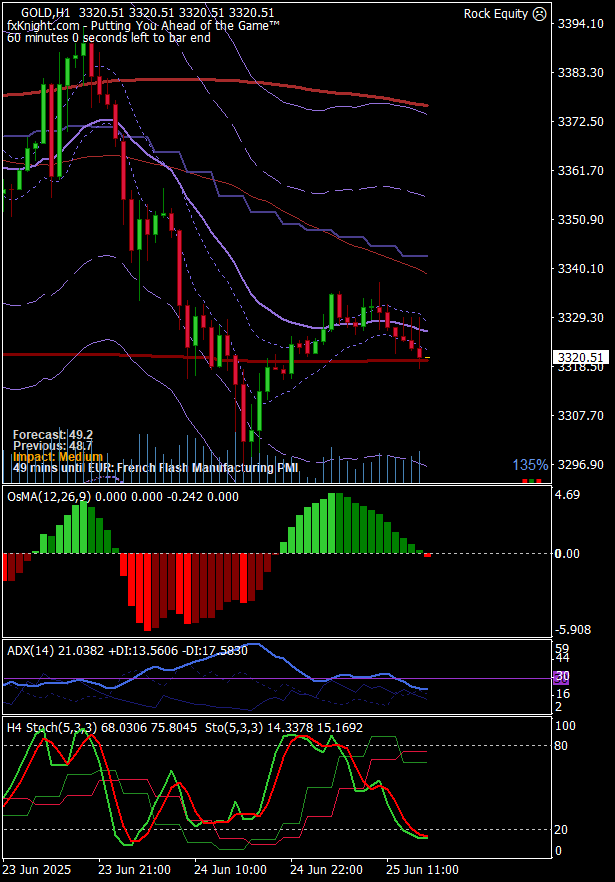 GOLD,H1 3320.51 3320.51 3320.51 3320.51
Rock Equity
fxKnight.com - Putting You Ahead of the Game™
60 minutes 0 seconds left to bar end
3394.10
3383.30
3372.50
3361.70
3350.90
3340.10
3329.30
3320.51
3318.50
3307.70
3296.90
Forecast: 49.2
Previous: 48.7
Impact: Medium
49 mins until EUR: French Flash Manufacturing PMI
135%
OsMA(12,26,9) 0.000 0.000 -0.242 0.000
4.69
0.00
-5.908
ADX(14) 21.0382 +DI:13.5606 -DI:17.5830
59
44
30
16
2
H4 Stoch(5,3,3) 68.0309 75.8045 Sto(5,3,3) 14.3378 15.1692
100
80
20
0
23 Jun 2025
23 Jun 21:00
24 Jun 10:00
24 Jun 22:00
25 Jun 11:00